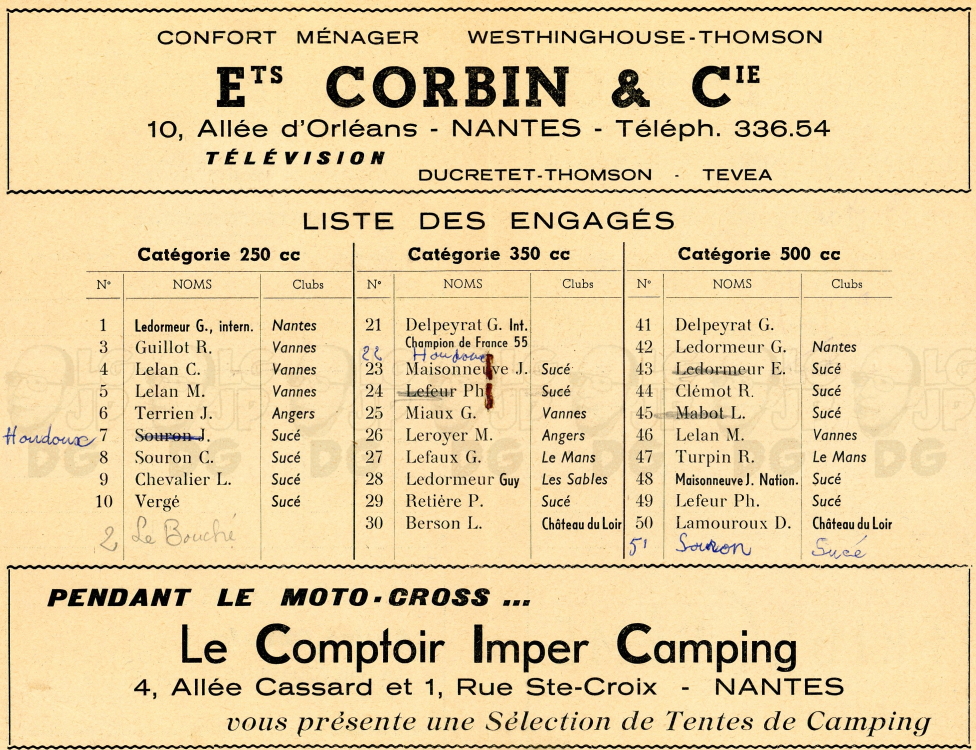 CONFORT MÉNAGER WESTHINGHOUSE-THOMSON
ETS CORBIN & CIE
10, Allée d'Orléans - NANTES - Téléph. 336.54
TÉLÉVISION
DUCRETET-THOMSON - TEVEA
LISTE DES ENGAGÉS
Catégorie 250 cc
N° NOMS Clubs
1 Ledormeur G., intern. Nantes
3 Guillot R. Vannes
4 Lelan C. Vannes
5 Lelan M. Vannes
6 Terrien J. Angers
Houdoux 7 Souron J. Sucé
8 Souron C. Sucé
9 Chevalier L. Sucé
10 Vergé Sucé
2 Le Bouché
Catégorie 350 cc
N° NOMS Clubs
21 Delpeyrat G. Int.
Champion de France 55
22 Houdoux
23 Maisonneuve J. Sucé
24 Lefeur Ph. Sucé
25 Miaux G. Vannes
26 Leroyer M. Angers
27 Lefaux G. Le Mans
28 Ledormeur Guy Les Sables
29 Retière P. Sucé
30 Berson L. Château du Loir
Catégorie 500 cc
N° NOMS Clubs
41 Delpeyrat G.
42 Ledormeur G. Nantes
43 Ledormeur E. Sucé
44 Clémot R. Sucé
45 Mabot L. Sucé
46 Lelan M. Vannes
47 Turpin R. Le Mans
48 Maisonneuve J. Nation. Sucé
49 Lefeur Ph. Sucé
50 Lamouroux D. Château du Loir
51 Souron Sucé
PENDANT LE MOTO-CROSS ...
Le Comptoir Imper Camping
4, Allée Cassard et 1, Rue Ste-Croix - NANTES
vous présente une Sélection de Tentes de Camping